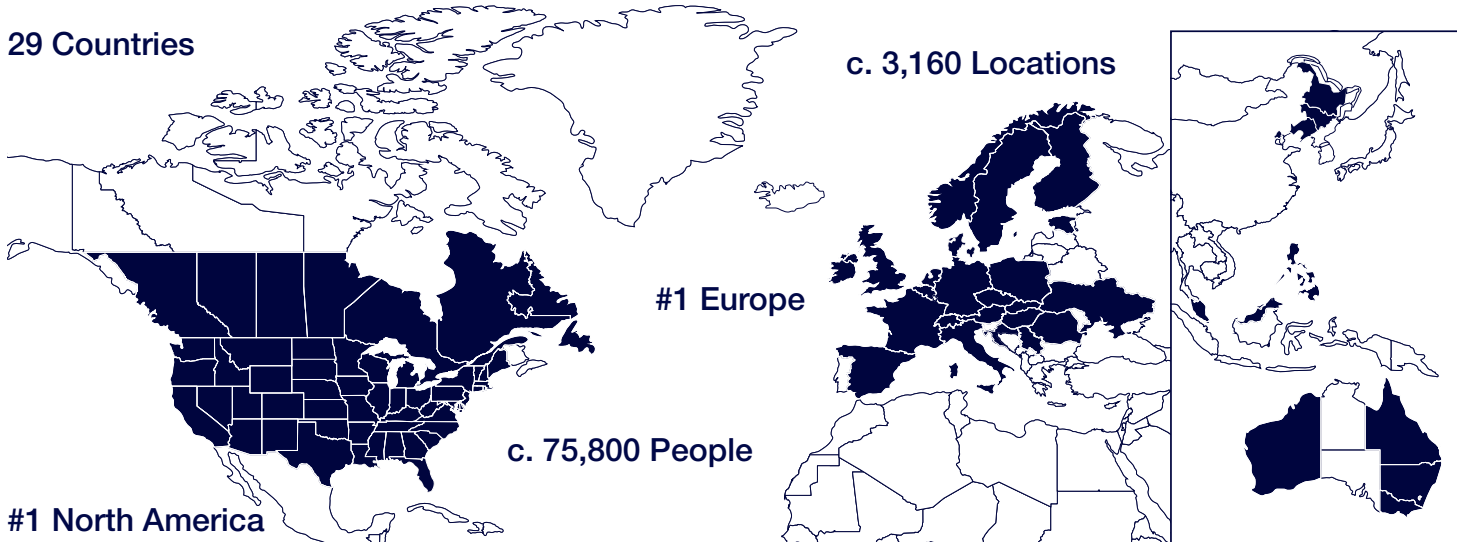 29 Countries
c. 3,160 Locations
#1 Europe
c. 75,800 People
#1 North America